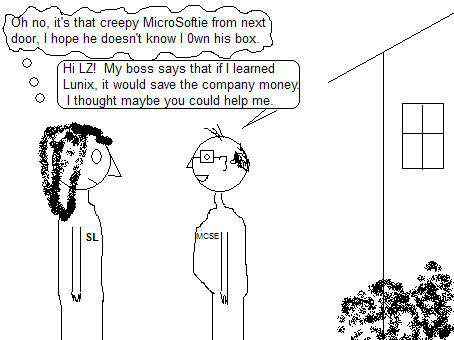 Oh no, it's that creepy MicroSoftie from next
door, I hope he doesn't know I 0wn his box.
Hi LZ!  My boss says that if I learned
Lunix, it would save the company money.
I thought maybe you could help me.
SL
MCSE